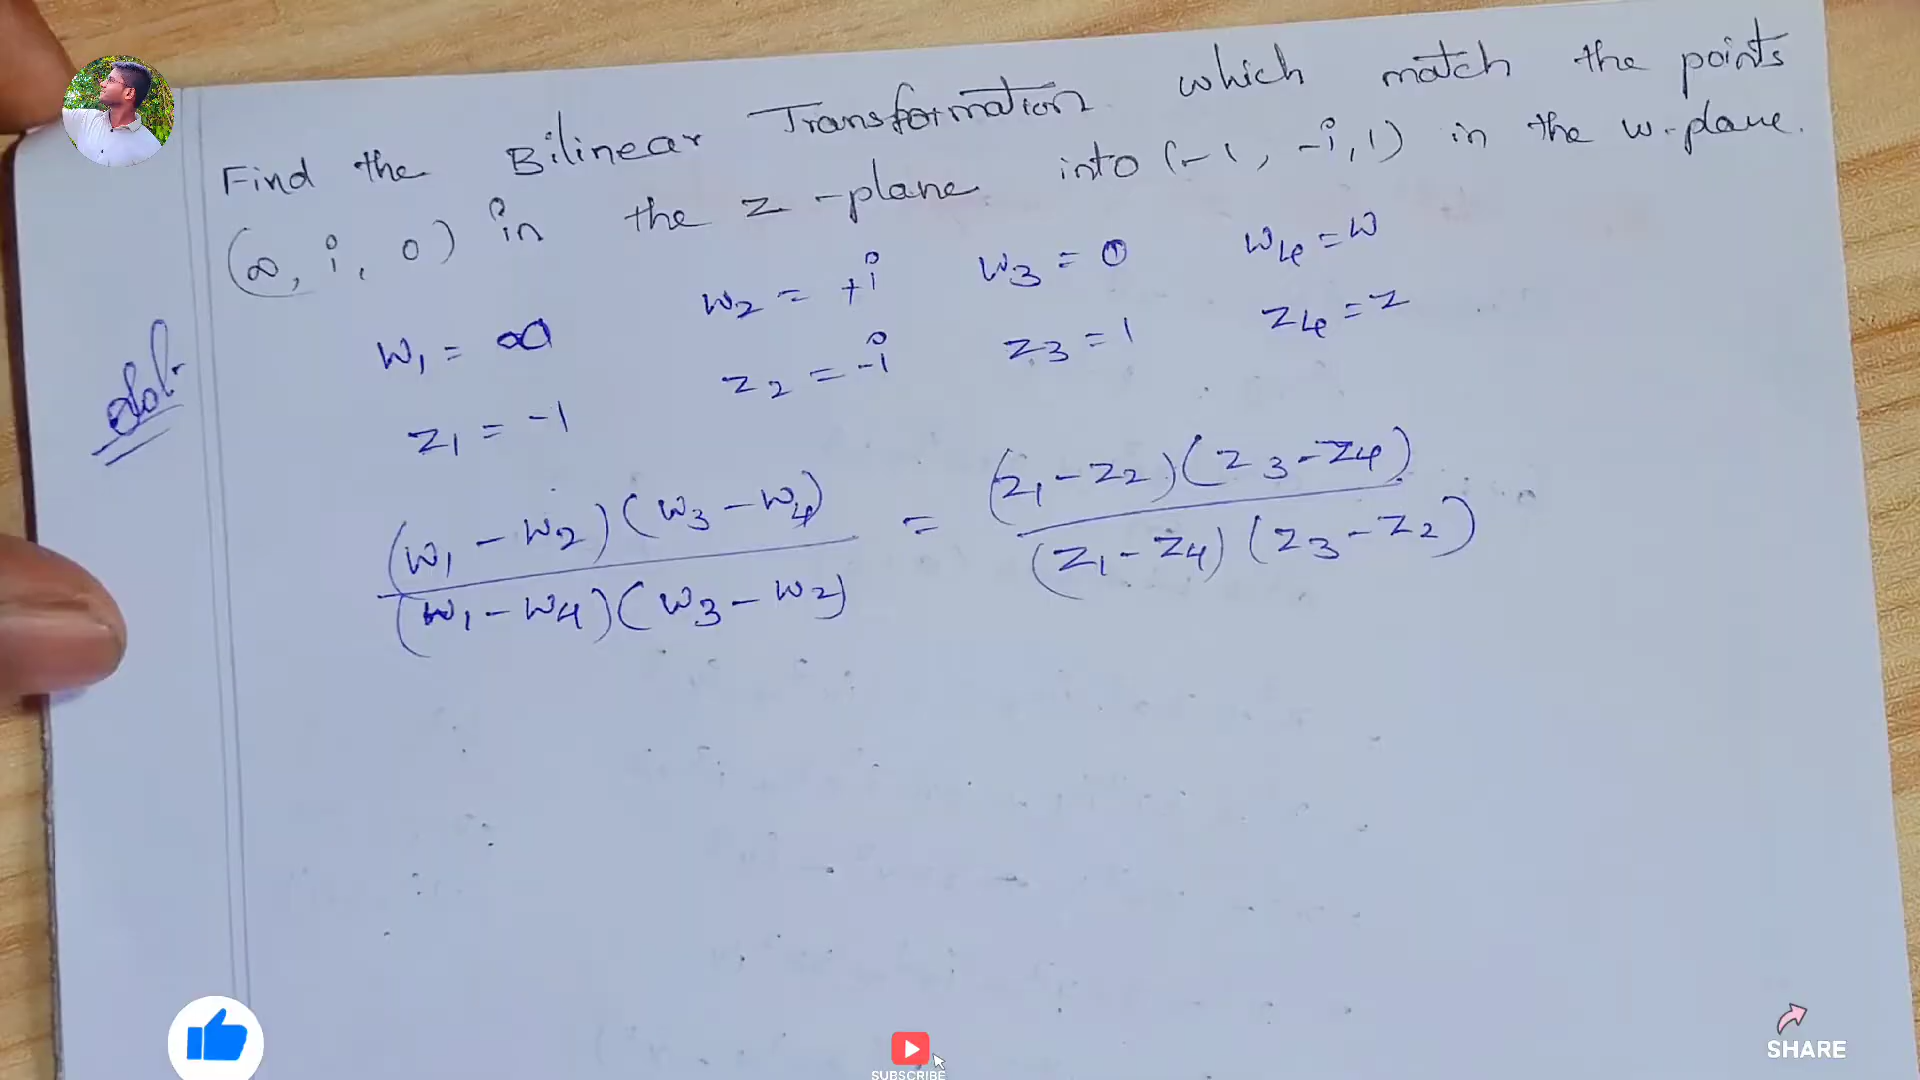 Find the Bilinear Transformation which match the points
(∞, i, 0) in the z-plane into (-1, -i, 1) in the w-plane.
Sol:-
w₁ = ∞ w₂ = +i w₃ = 0 w₄ = w
z₁ = -1 z₂ = -i z₃ = 1 z₄ = z
(w₁ - w₂)(w₃ - w₄) / (w₁ - w₄)(w₃ - w₂) = (z₁ - z₂)(z₃ - z₄) / (z₁ - z₄)(z₃ - z₂)
SUBSCRIBE
SHARE